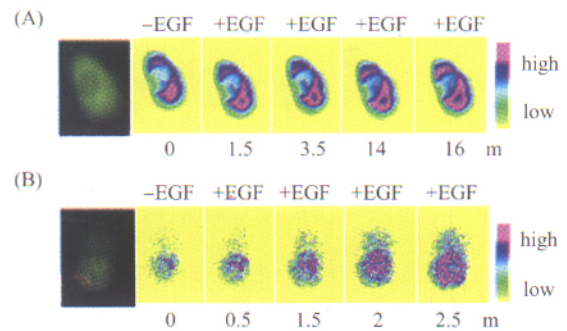 (A)
−EGF +EGF +EGF +EGF +EGF
high
low
0 1.5 3.5 14 16 m
(B)
−EGF +EGF +EGF +EGF +EGF
high
low
0 0.5 1.5 2 2.5 m